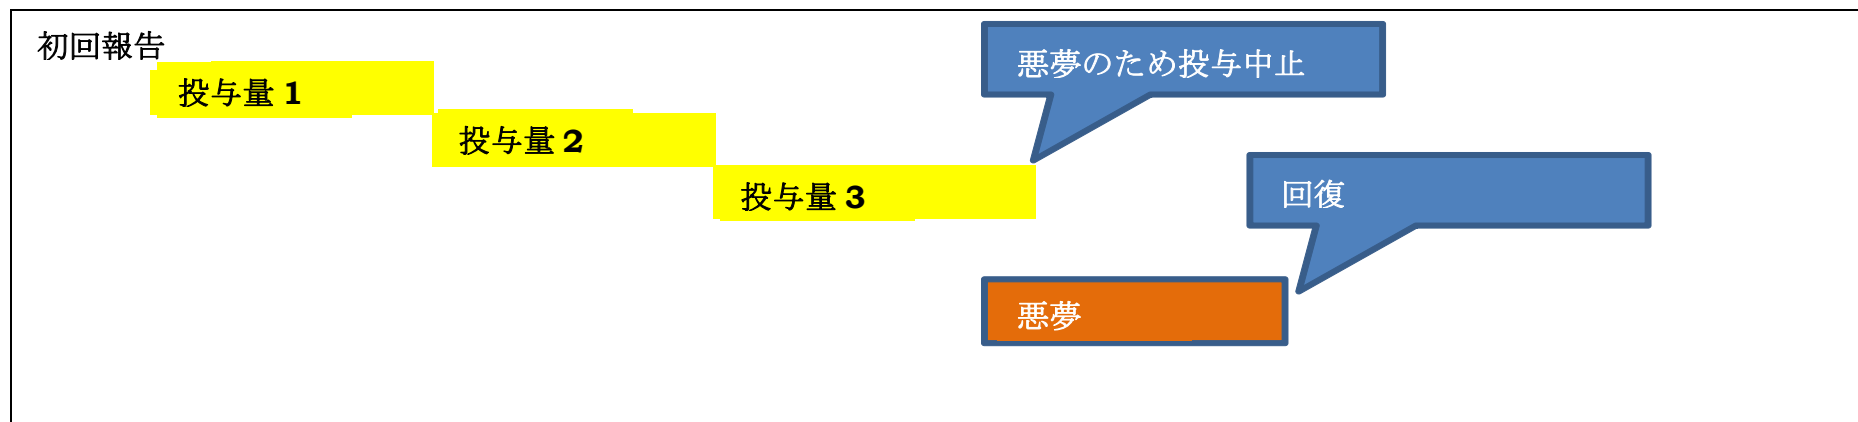 初回報告
投与量 1
投与量 2
投与量 3
悪夢のため投与中止
回復
悪夢